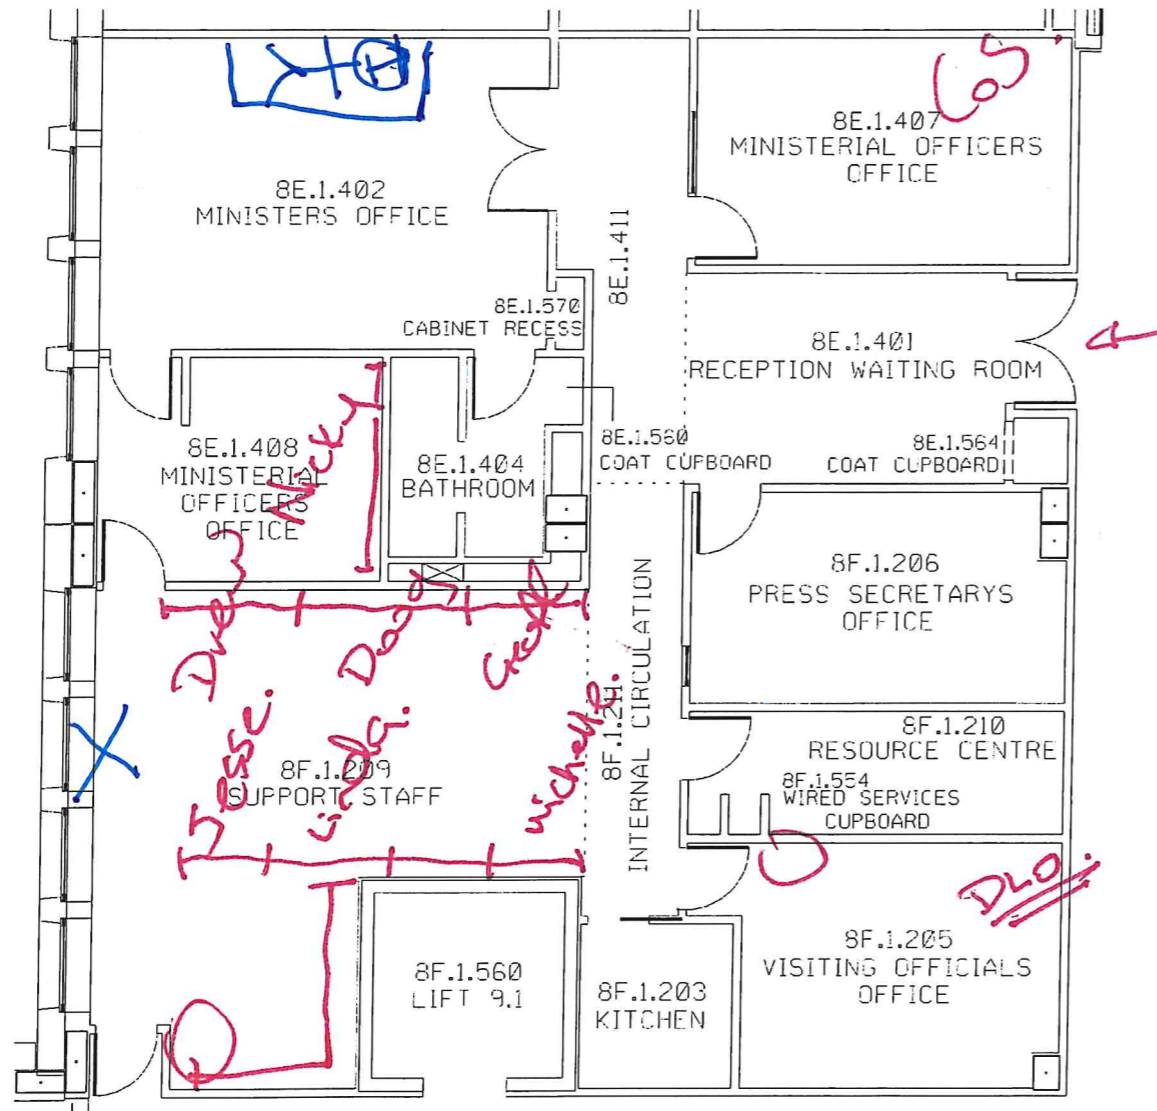 CoS.
8E.1.407
MINISTERIAL OFFICERS
OFFICE
8E.1.402
MINISTERS OFFICE
8E.1.411
8E.1.570
CABINET RECESS
8E.1.401
RECEPTION WAITING ROOM
8E.1.408
MINISTERIAL
OFFICERS
OFFICE
Nicky
8E.1.404
BATHROOM
8E.1.560
COAT CUPBOARD
8E.1.564
COAT CUPBOARD
8F.1.206
PRESS SECRETARYS
OFFICE
Drew
Doug
8F.1.211
INTERNAL CIRCULATION
Jesse.
Linda.
michelle.
8F.1.209
SUPPORT STAFF
8F.1.210
RESOURCE CENTRE
8F.1.554
WIRED SERVICES
CUPBOARD
DLO.
8F.1.205
VISITING OFFICIALS
OFFICE
8F.1.560
LIFT 9.1
8F.1.203
KITCHEN